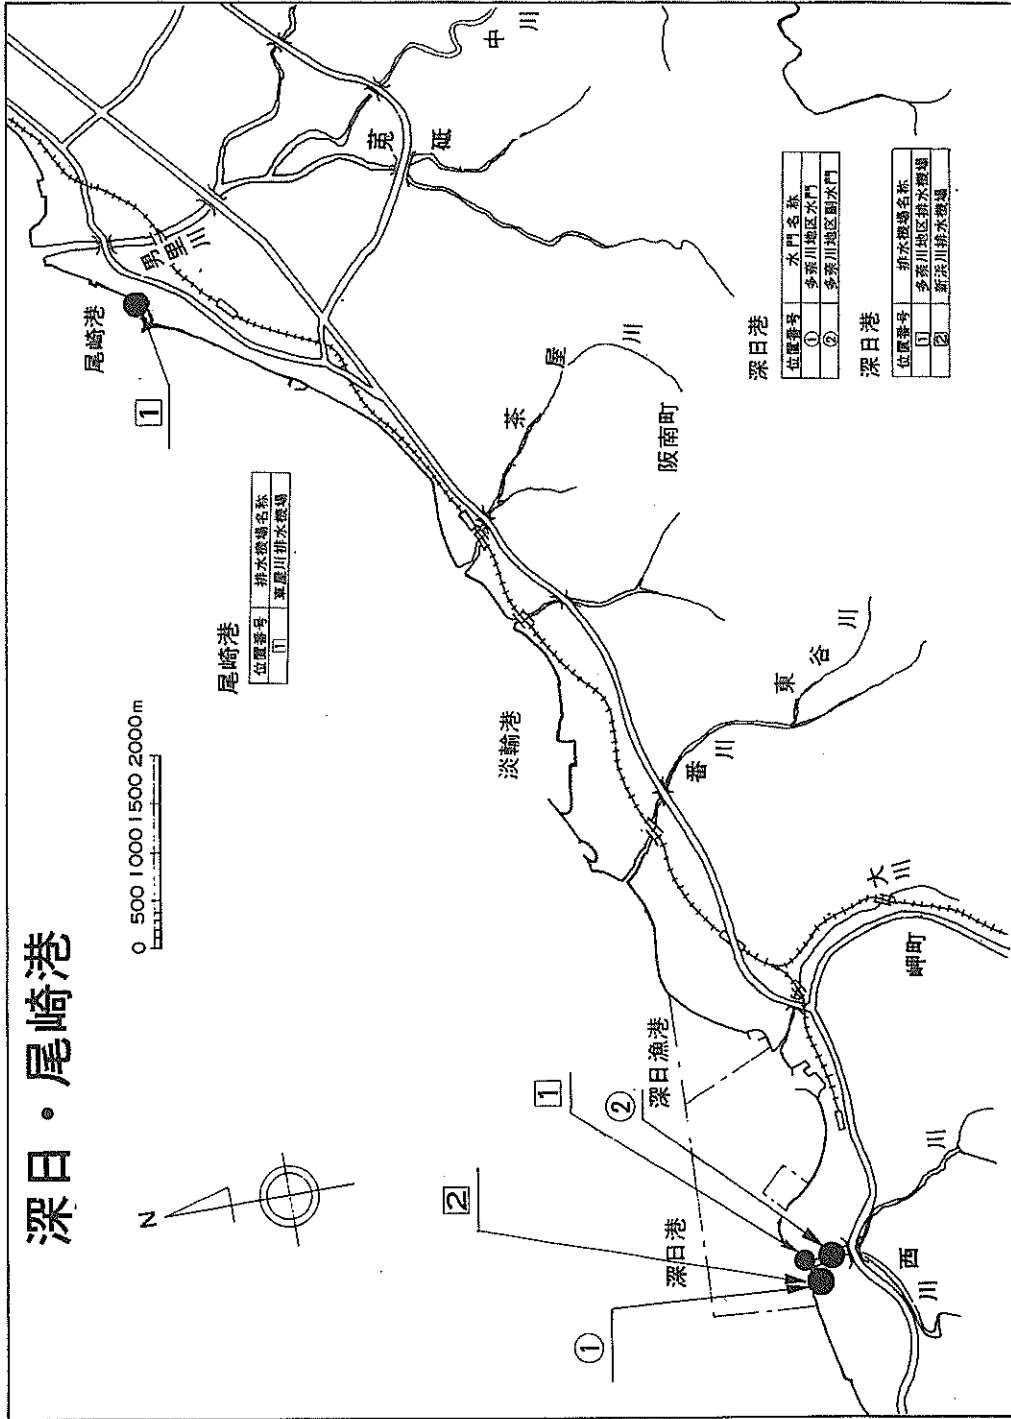 深日・尾崎港
N
0 500 1000 1500 2000m
尾崎港
位置番号 排水機場名称
1 車屋川排水機場
尾崎港
1
男里川
中川
菟砥
茶屋川
阪南町
淡輪港
東谷川
番川
大川
岬町
深日漁港
深日港
1
②
2
①
西川
川
深日港
位置番号 水門名称
① 多奈川地区水門
② 多奈川地区副水門
深日港
位置番号 排水機場名称
1 多奈川地区排水機場
2 新浜川排水機場